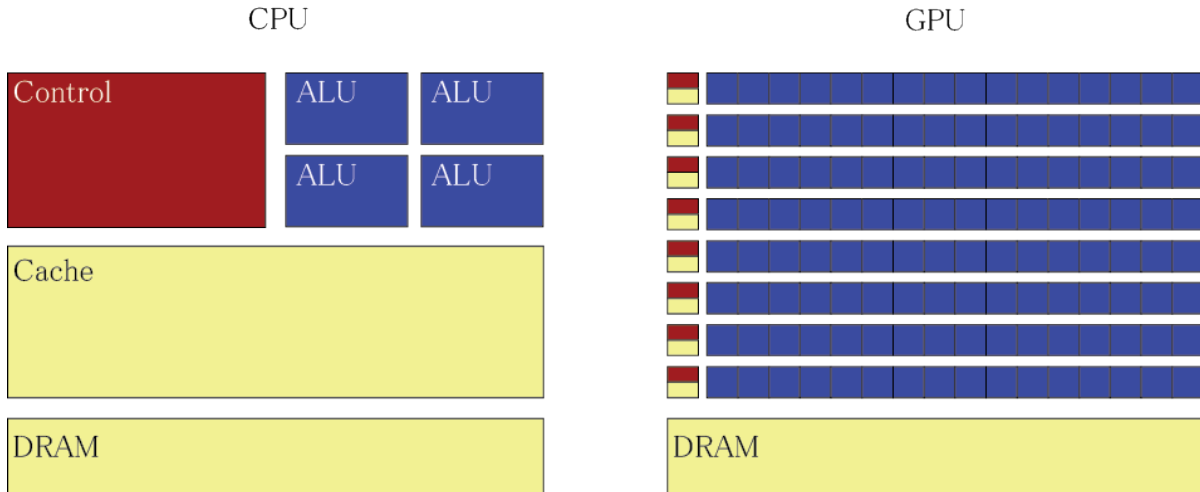 CPU
GPU
Control
ALU
ALU
ALU
ALU
Cache
DRAM
DRAM